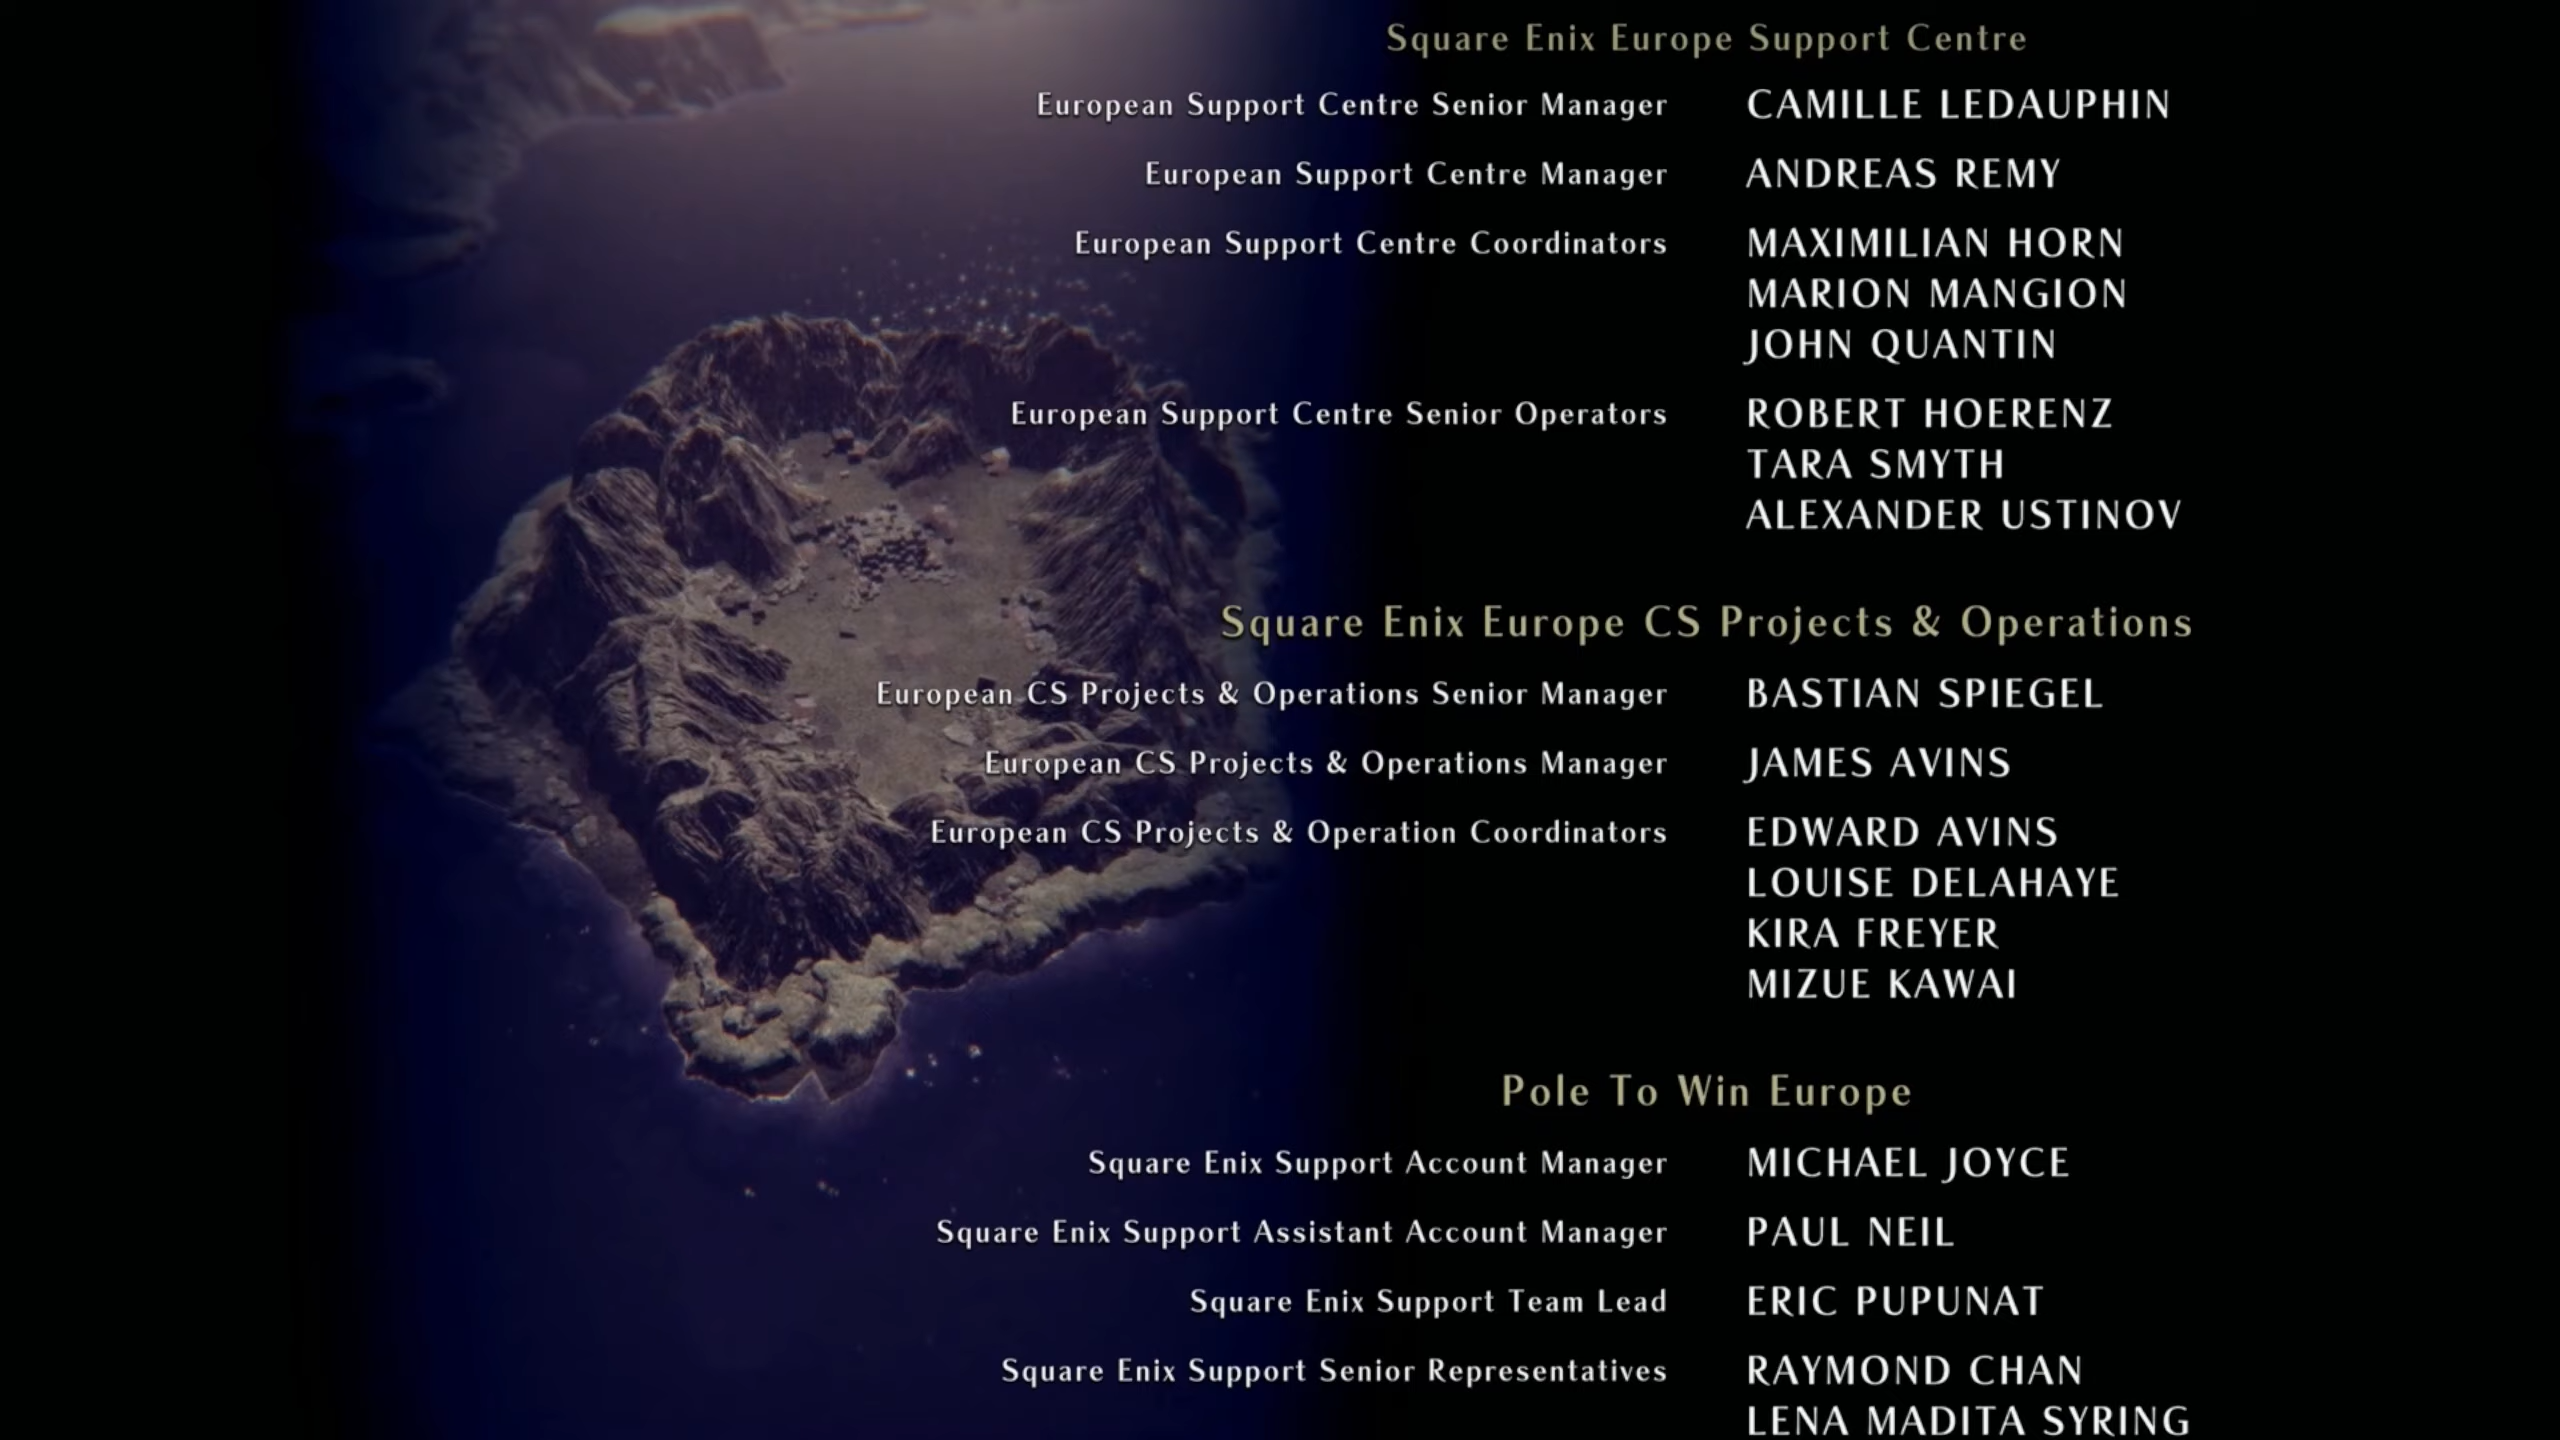 Square Enix Europe Support Centre
European Support Centre Senior Manager CAMILLE LEDAUPHIN
European Support Centre Manager ANDREAS REMY
European Support Centre Coordinators MAXIMILIAN HORN
MARION MANGION
JOHN QUANTIN
European Support Centre Senior Operators ROBERT HOERENZ
TARA SMYTH
ALEXANDER USTINOV
Square Enix Europe CS Projects & Operations
European CS Projects & Operations Senior Manager BASTIAN SPIEGEL
European CS Projects & Operations Manager JAMES AVINS
European CS Projects & Operation Coordinators EDWARD AVINS
LOUISE DELAHAYE
KIRA FREYER
MIZUE KAWAI
Pole To Win Europe
Square Enix Support Account Manager MICHAEL JOYCE
Square Enix Support Assistant Account Manager PAUL NEIL
Square Enix Support Team Lead ERIC PUPUNAT
Square Enix Support Senior Representatives RAYMOND CHAN
LENA MADITA SYRING